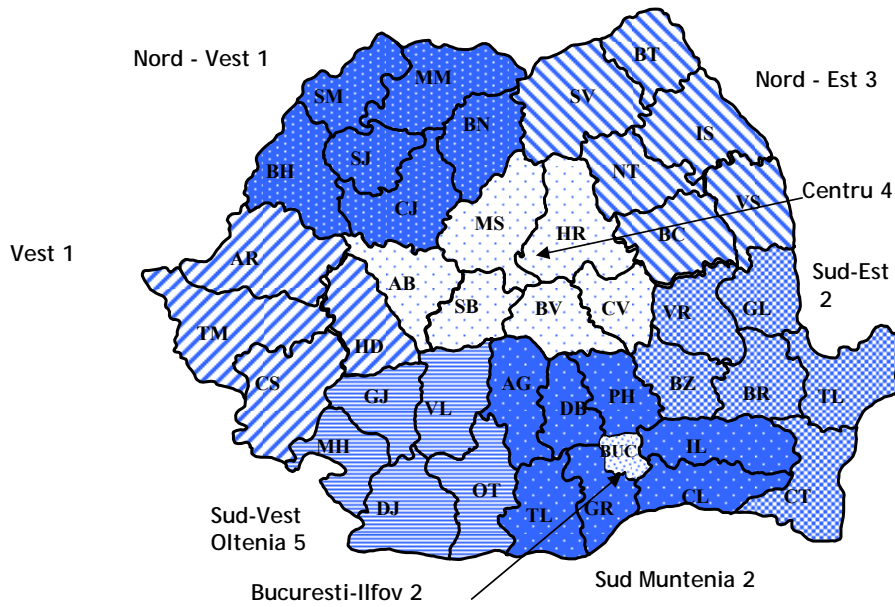 Nord - Vest 1
BT
MM
SM
SV
Nord - Est 3
BN
IS
SJ
BH
NT
Centru 4
CJ
VS
MS
HR
BC
Vest 1
AR
Sud-Est
2
AB
SB
BV
CV
VR
GL
TM
HD
CS
GJ
VL
AG
DB
PH
BZ
BR
TL
MH
BUC
IL
OT
CT
DJ
TL
GR
CL
Sud-Vest
Oltenia 5
Bucuresti-Ilfov 2
Sud Muntenia 2